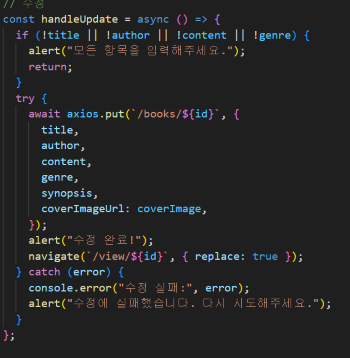 // 수정
const handleUpdate = async () => {
  if (!title || !author || !content || !genre) {
    alert("모든 항목을 입력해주세요.");
    return;
  }
  try {
    await axios.put(`/books/${id}`, {
      title,
      author,
      content,
      genre,
      synopsis,
      coverImageUrl: coverImage,
    });
    alert("수정 완료!");
    navigate(`/view/${id}`, { replace: true });
  } catch (error) {
    console.error("수정 실패:", error);
    alert("수정에 실패했습니다. 다시 시도해주세요.");
  }
};